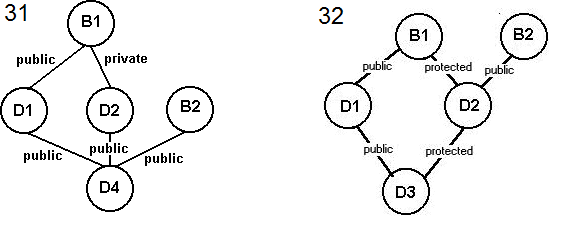 31
B1
public private
D1 D2 B2
public public public
D4
32
B1 B2
public protected public
D1 D2
public protected
D3